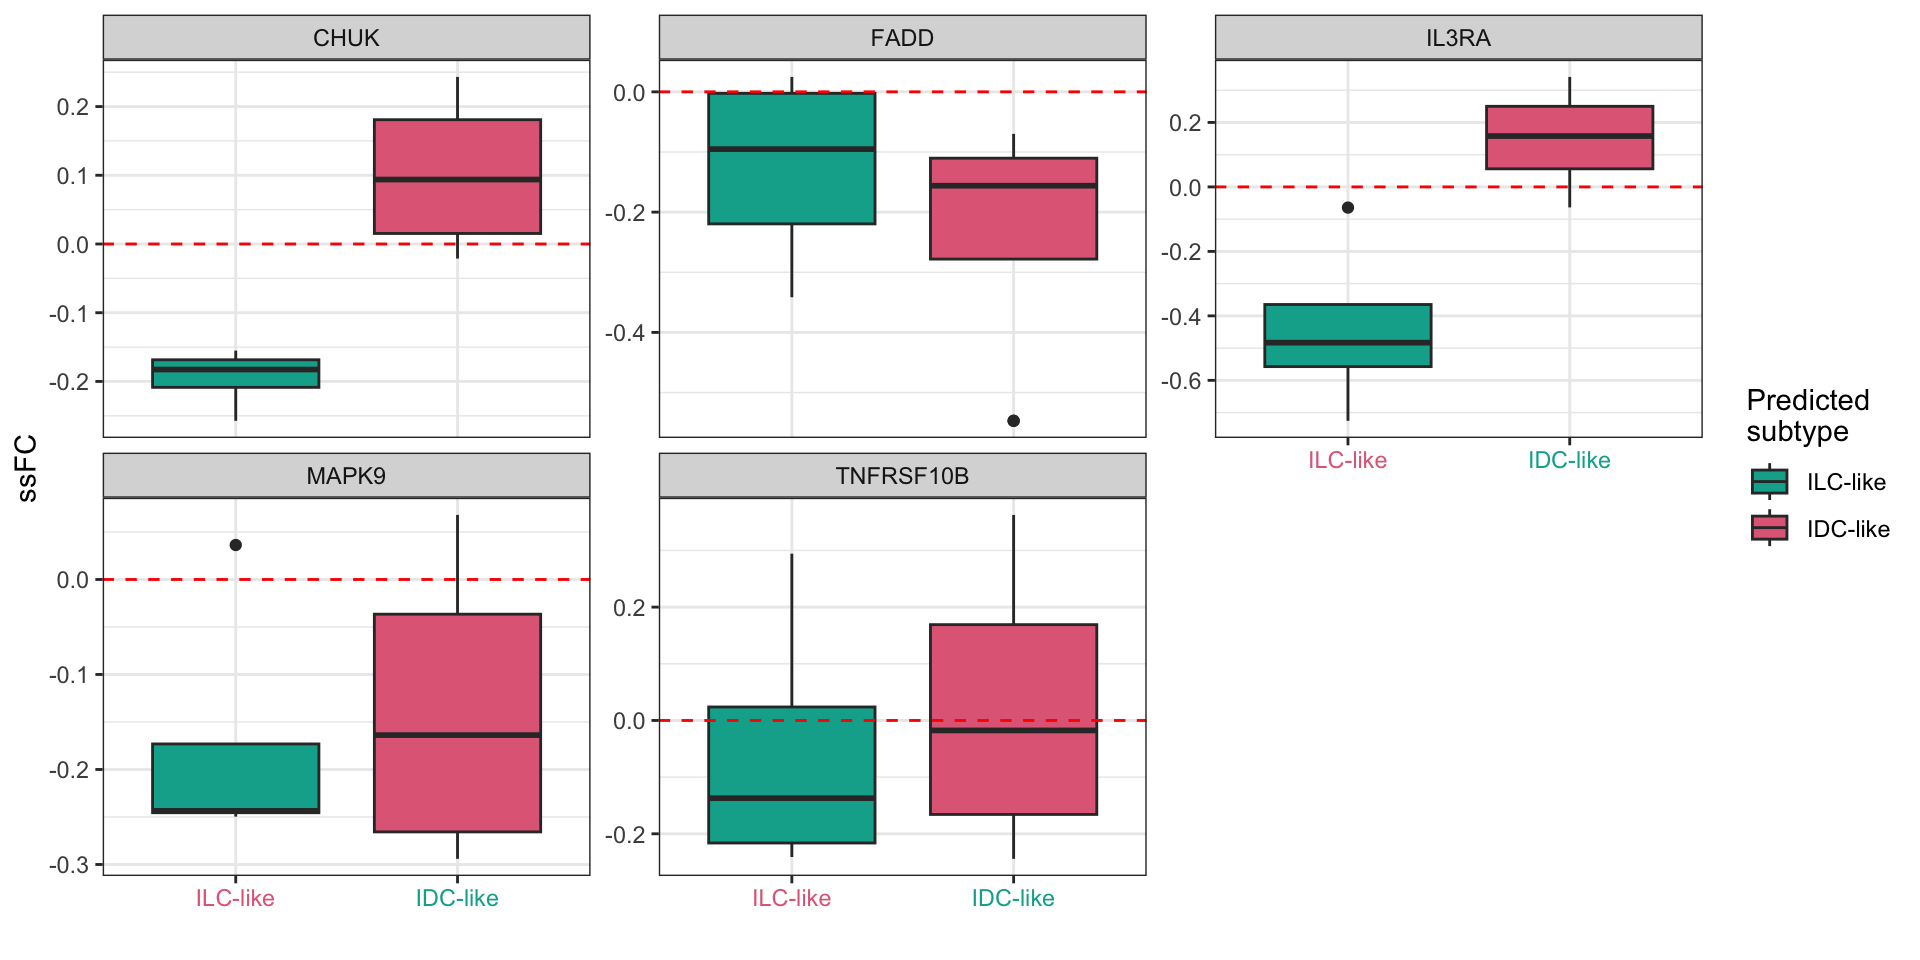 CHUK
FADD
IL3RA
0.2
0.1
0.0
-0.1
-0.2
0.0
-0.2
-0.4
0.2
0.0
-0.2
-0.4
-0.6
ILC-like
IDC-like
ssFC
MAPK9
TNFRSF10B
0.0
-0.1
-0.2
-0.3
ILC-like
IDC-like
0.2
0.0
-0.2
ILC-like
IDC-like
Predicted
subtype
ILC-like
IDC-like